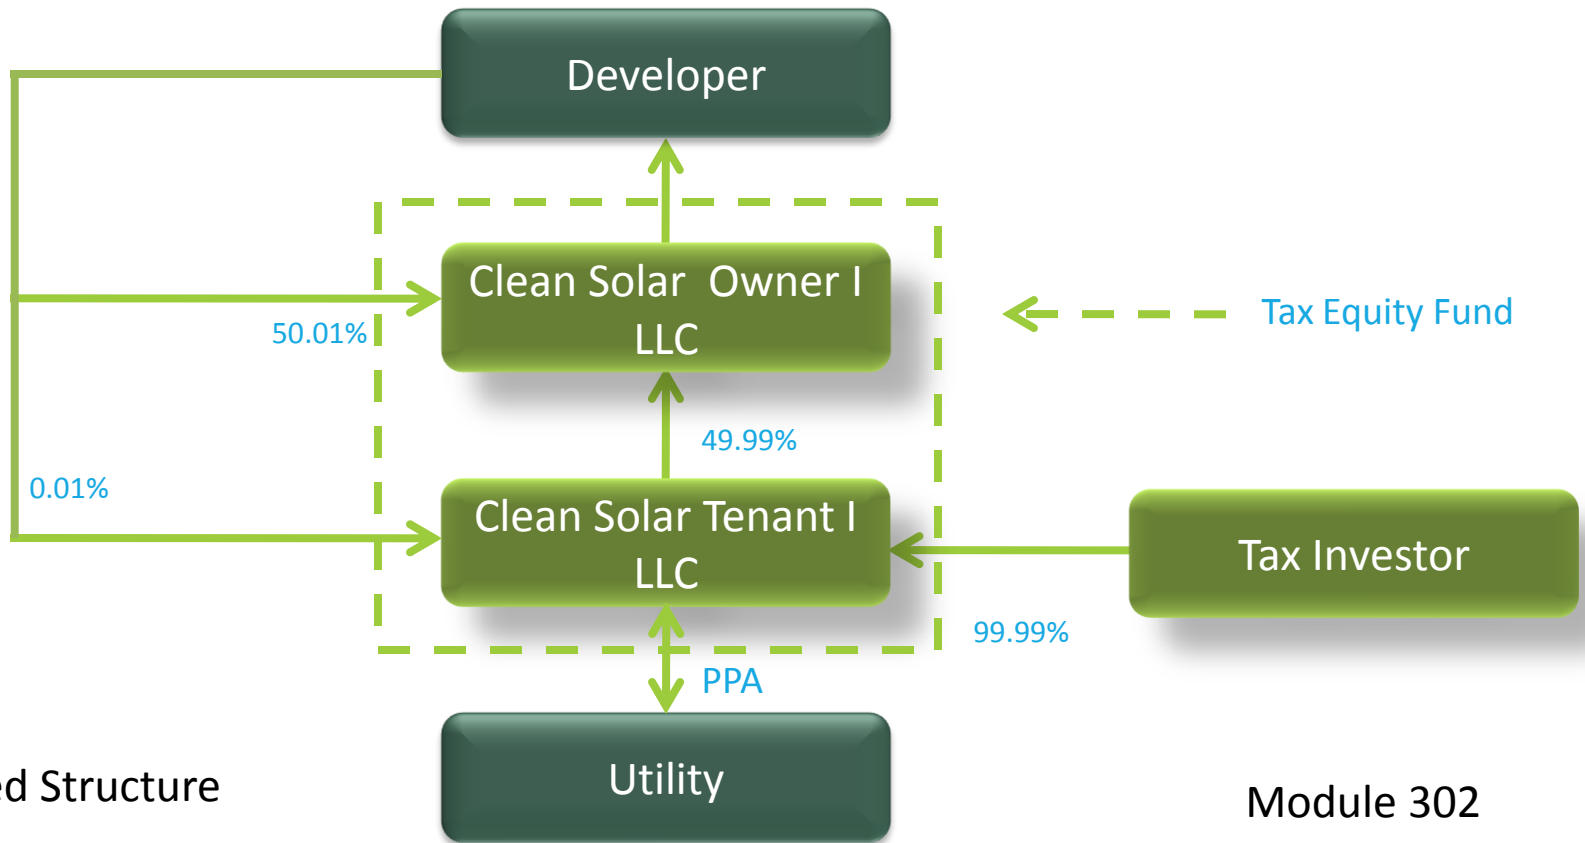 Developer
Clean Solar Owner I
LLC
50.01%
Tax Equity Fund
49.99%
0.01%
Clean Solar Tenant I
LLC
Tax Investor
99.99%
PPA
Utility
ed Structure
Module 302